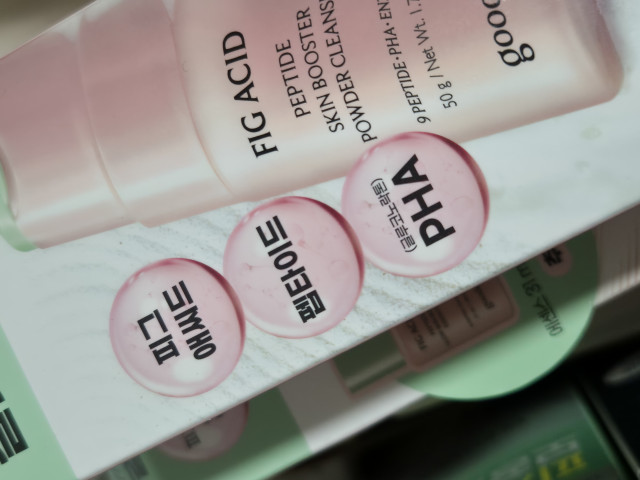 FIG ACID
PEPTIDE
SKIN BOOSTER
POWDER CLEANS
9 PEPTIDE·PHA·EN
50 g / Net Wt. 1.7
gooc
피그
애씨드
펩타이드
(글루코노락톤)
PHA